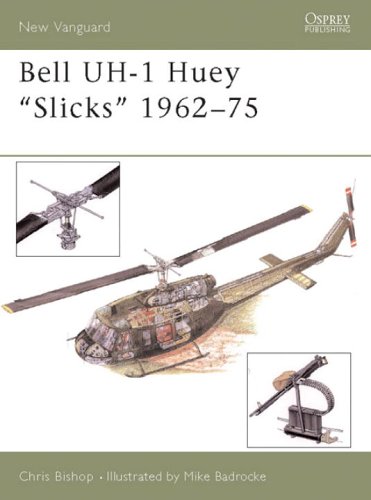 New Vanguard
OSPREY
PUBLISHING
Bell UH-1 Huey
“Slicks” 1962–75
Chris Bishop · Illustrated by Mike Badrocke